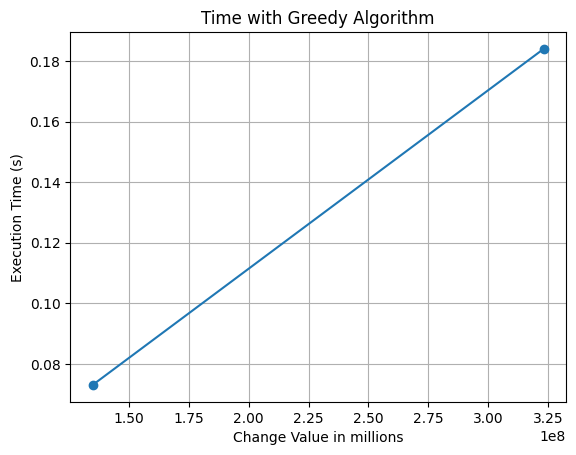 Time with Greedy Algorithm
Execution Time (s)
0.18
0.16
0.14
0.12
0.10
0.08
1.50 1.75 2.00 2.25 2.50 2.75 3.00 3.25
1e8
Change Value in millions